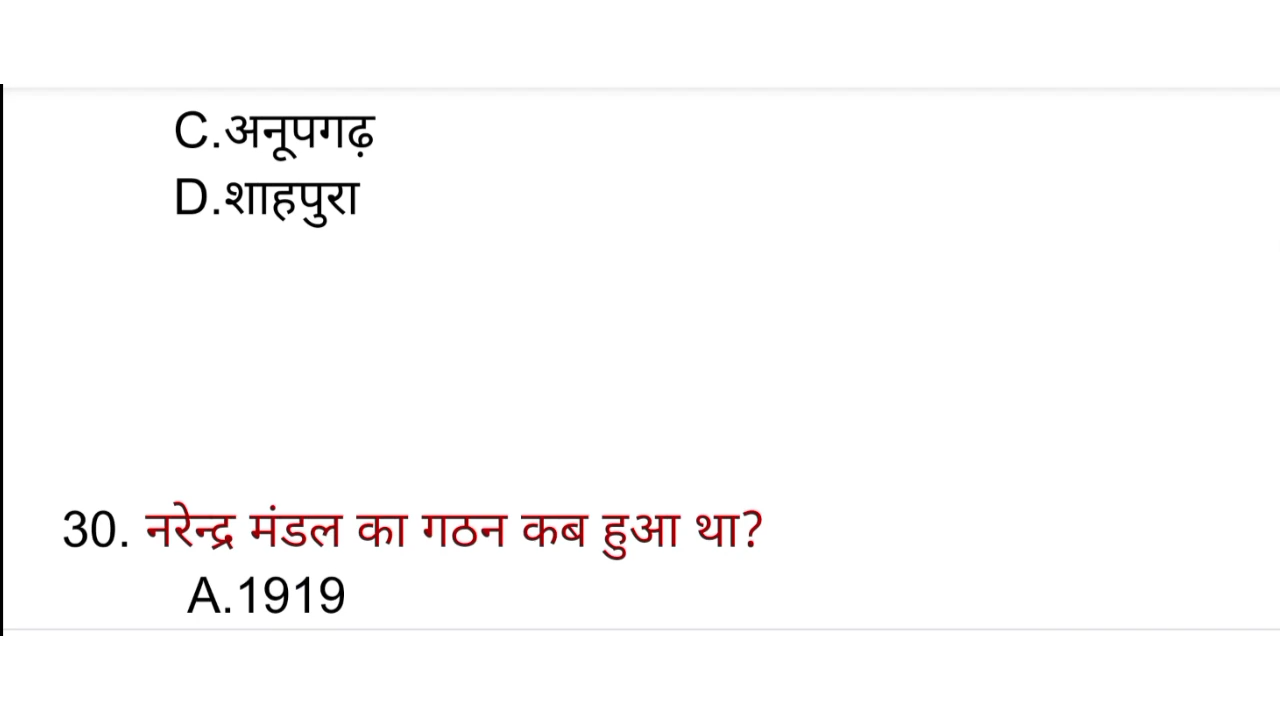 C.अनूपगढ़
D.शाहपुरा
30. नरेन्द्र मंडल का गठन कब हुआ था?
A.1919